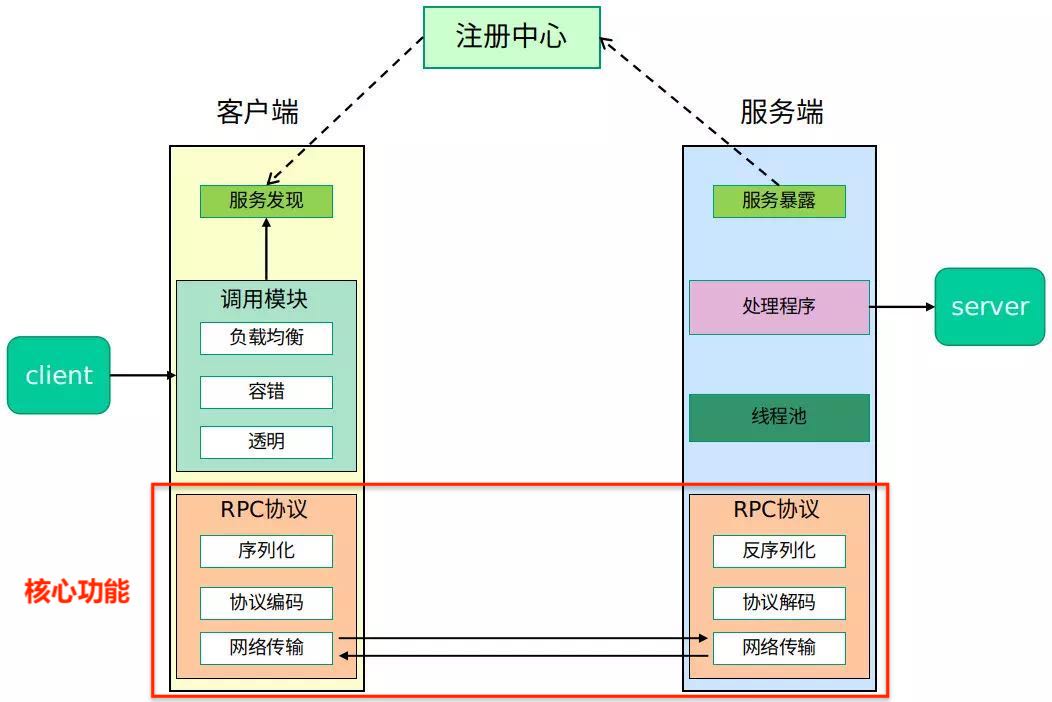 注册中心
客户端
服务端
服务发现
服务暴露
调用模块
负载均衡
容错
透明
处理程序
线程池
client
server
RPC协议
序列化
协议编码
网络传输
RPC协议
反序列化
协议解码
网络传输
核心功能